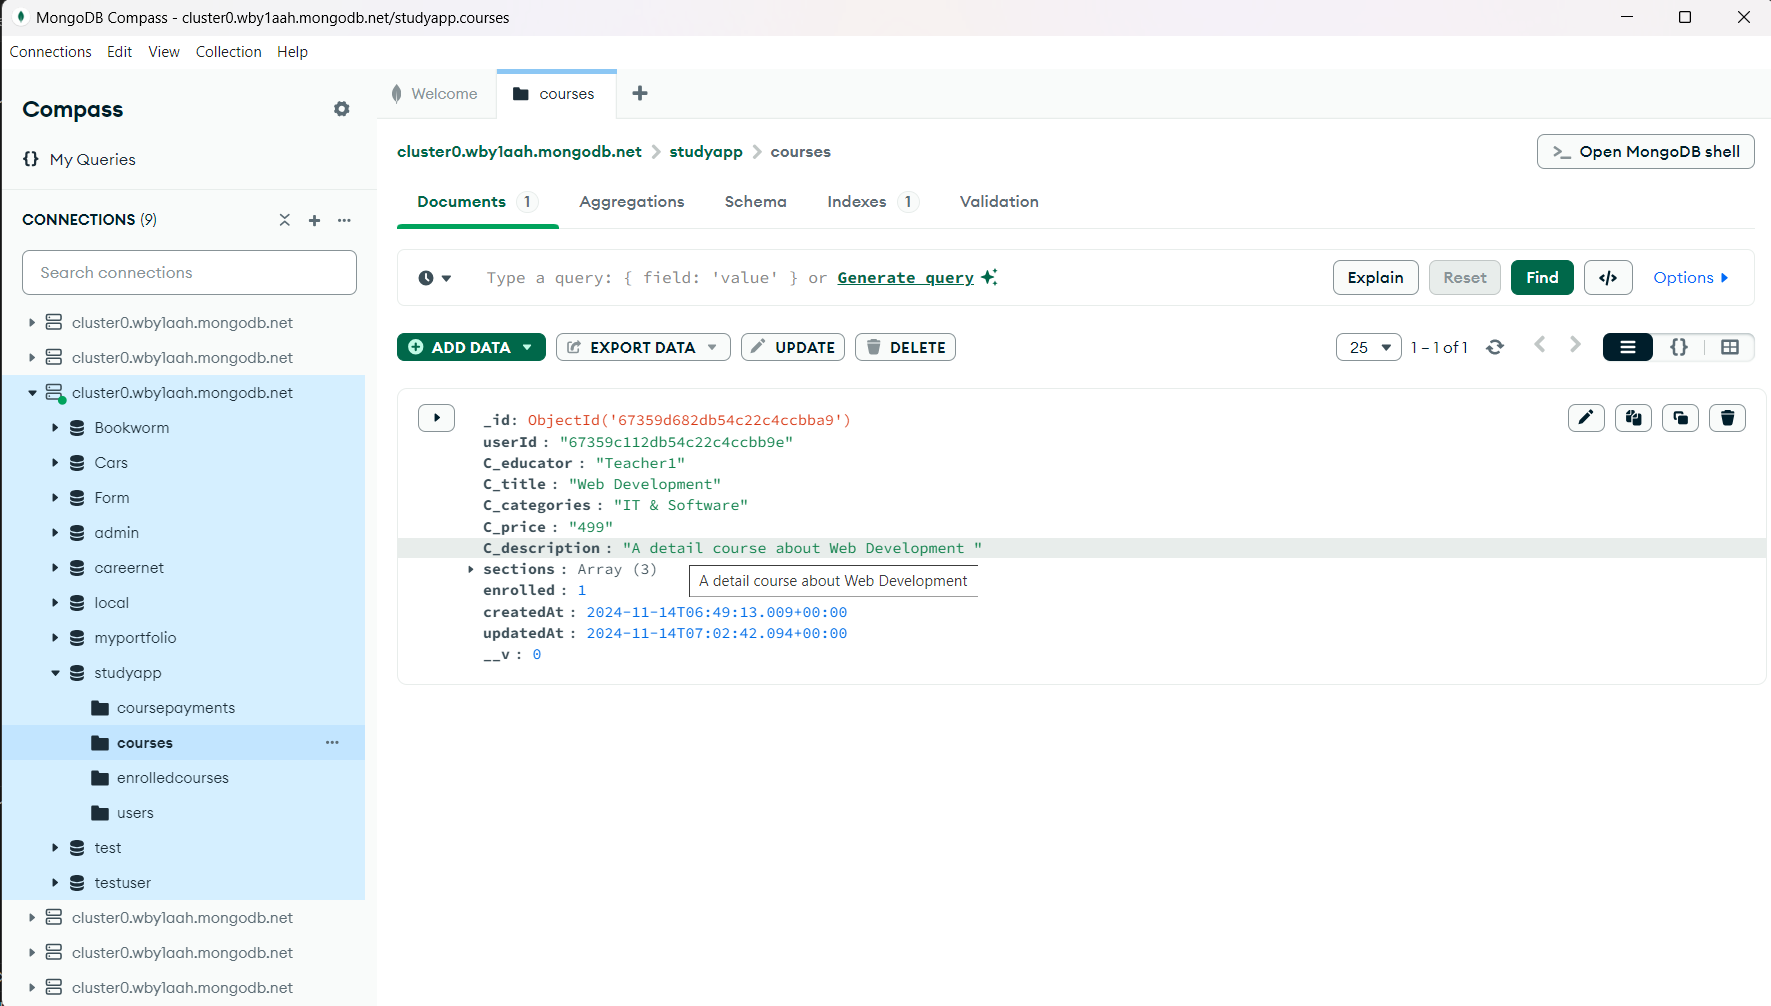 MongoDB Compass - cluster0.wby1aah.mongodb.net/studyapp.courses
Connections Edit View Collection Help
Compass
{} My Queries
CONNECTIONS (9)
Search connections
cluster0.wby1aah.mongodb.net
cluster0.wby1aah.mongodb.net
cluster0.wby1aah.mongodb.net
Bookworm
Cars
Form
admin
careernet
local
myportfolio
studyapp
coursepayments
courses
enrolledcourses
users
test
testuser
cluster0.wby1aah.mongodb.net
cluster0.wby1aah.mongodb.net
cluster0.wby1aah.mongodb.net
Welcome courses
cluster0.wby1aah.mongodb.net > studyapp > courses
>_ Open MongoDB shell
Documents 1 Aggregations Schema Indexes 1 Validation
Type a query: { field: 'value' } or Generate query
Explain Reset Find </> Options
ADD DATA EXPORT DATA UPDATE DELETE
25 1 – 1 of 1 {}
_id: ObjectId('67359d682db54c22c4ccbba9')
userId : "67359c112db54c22c4ccbb9e"
C_educator : "Teacher1"
C_title : "Web Development"
C_categories : "IT & Software"
C_price : "499"
C_description : "A detail course about Web Development "
sections : Array (3)
A detail course about Web Development
enrolled : 1
createdAt : 2024-11-14T06:49:13.009+00:00
updatedAt : 2024-11-14T07:02:42.094+00:00
__v : 0